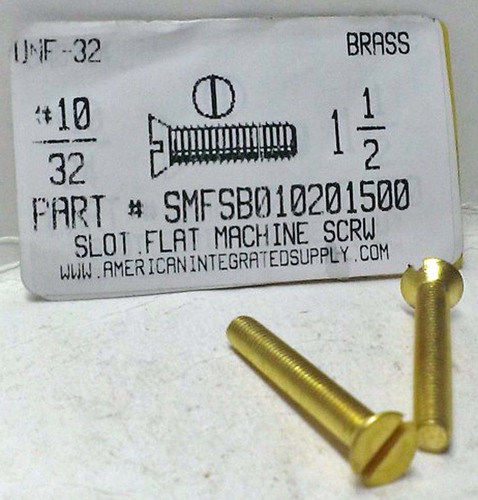 UNF-32 BRASS
#10
32
1 1
2
PART # SMFSB010201500
SLOT.FLAT MACHINE SCRW
WWW.AMERICANINTEGRATEDSUPPLY.COM